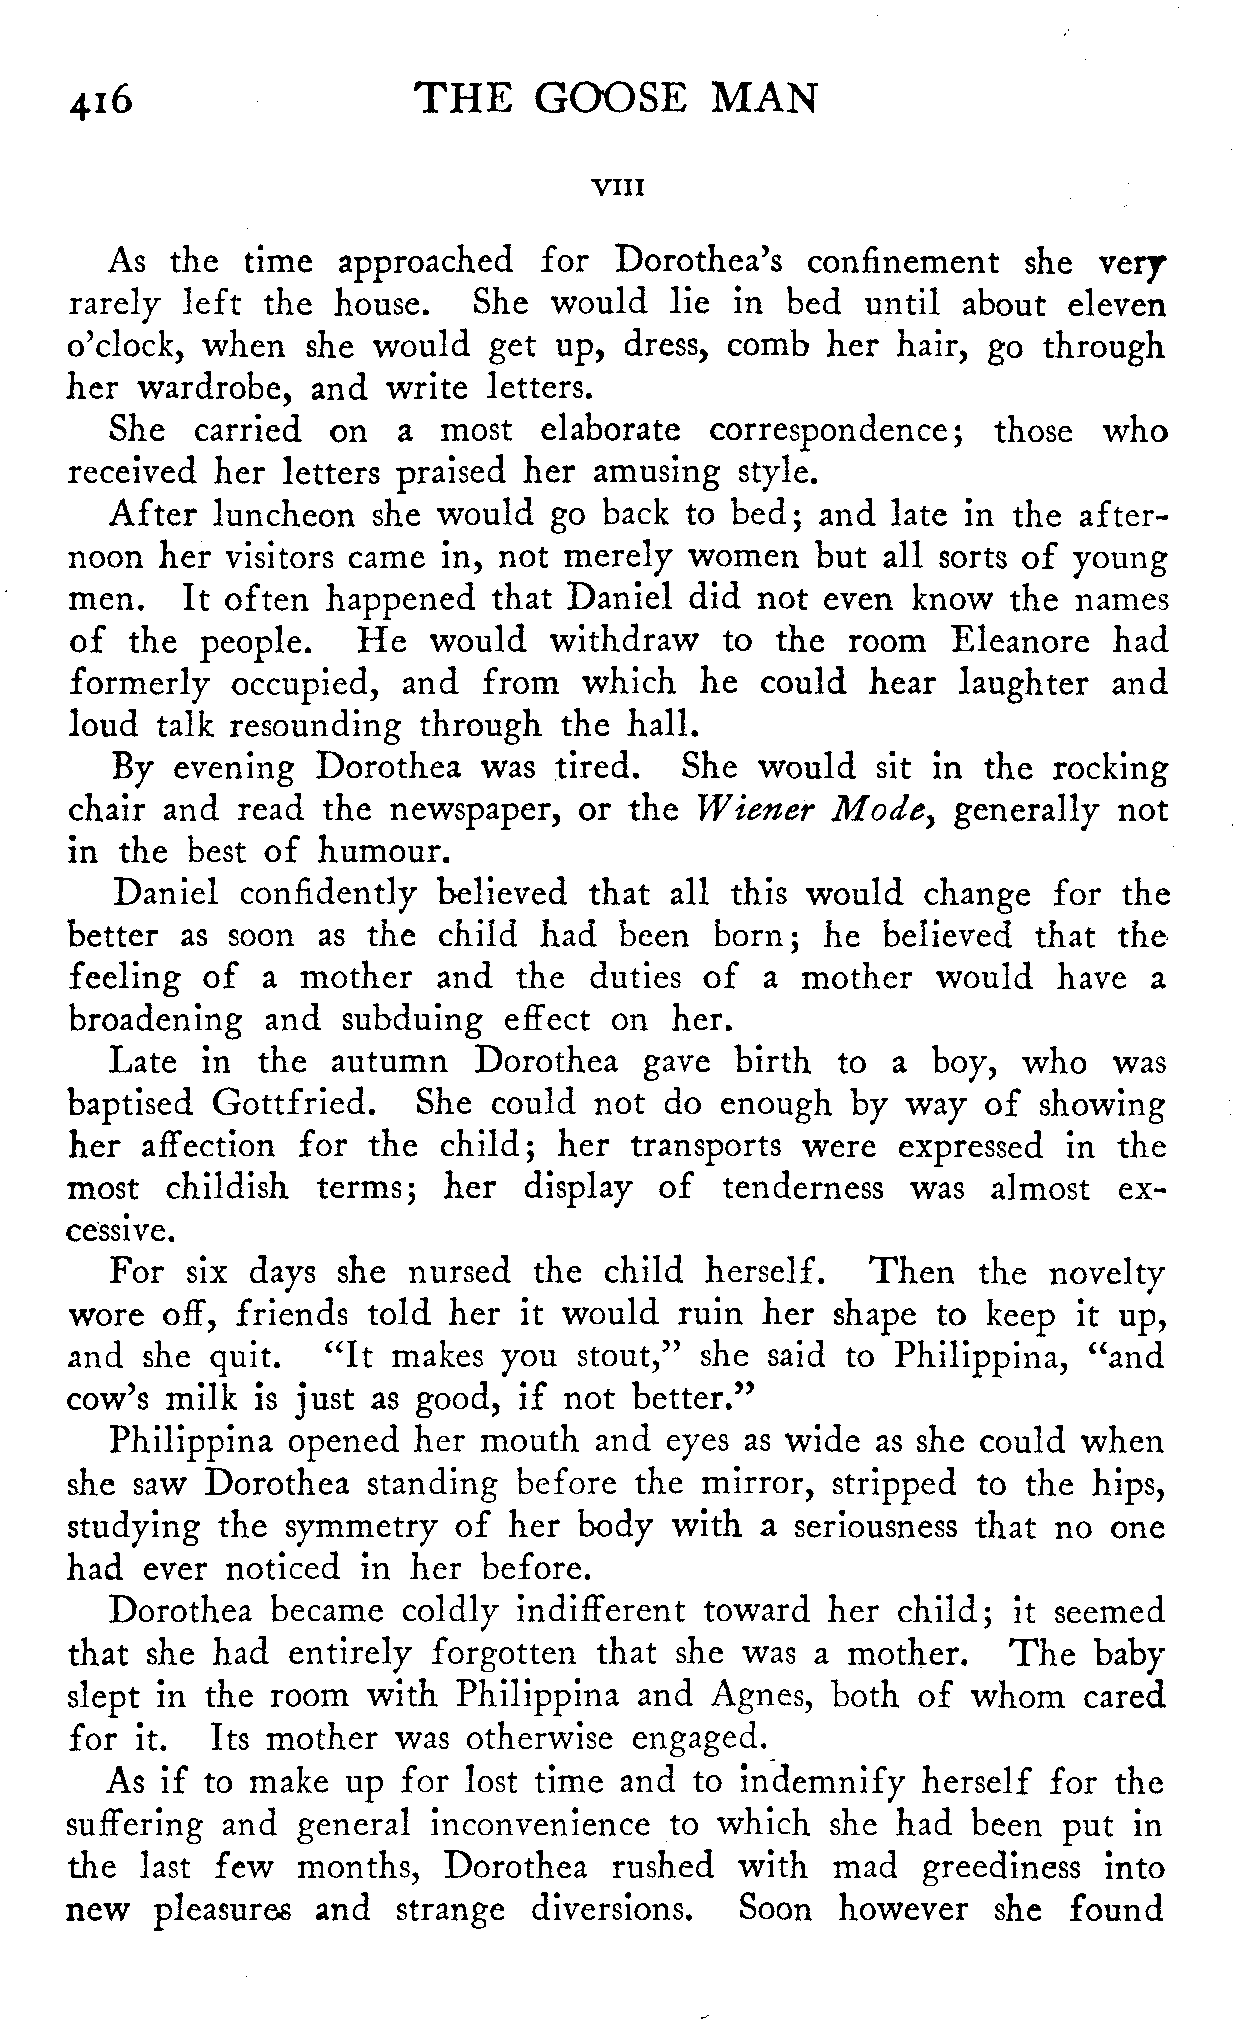 416 THE GOOSE MAN
VIII
As the time approached for Dorothea's confinement she very
rarely left the house. She would lie in bed until about eleven
o'clock, when she would get up, dress, comb her hair, go through
her wardrobe, and write letters.
She carried on a most elaborate correspondence; those who
received her letters praised her amusing style.
After luncheon she would go back to bed; and late in the after-
noon her visitors came in, not merely women but all sorts of young
men. It often happened that Daniel did not even know the names
of the people. He would withdraw to the room Eleanore had
formerly occupied, and from which he could hear laughter and
loud talk resounding through the hall.
By evening Dorothea was tired. She would sit in the rocking
chair and read the newspaper, or the Wiener Mode, generally not
in the best of humour.
Daniel confidently believed that all this would change for the
better as soon as the child had been born; he believed that the
feeling of a mother and the duties of a mother would have a
broadening and subduing effect on her.
Late in the autumn Dorothea gave birth to a boy, who was
baptised Gottfried. She could not do enough by way of showing
her affection for the child; her transports were expressed in the
most childish terms; her display of tenderness was almost ex-
cessive.
For six days she nursed the child herself. Then the novelty
wore off, friends told her it would ruin her shape to keep it up,
and she quit. "It makes you stout," she said to Philippina, "and
cow's milk is just as good, if not better."
Philippina opened her mouth and eyes as wide as she could when
she saw Dorothea standing before the mirror, stripped to the hips,
studying the symmetry of her body with a seriousness that no one
had ever noticed in her before.
Dorothea became coldly indifferent toward her child; it seemed
that she had entirely forgotten that she was a mother. The baby
slept in the room with Philippina and Agnes, both of whom cared
for it. Its mother was otherwise engaged.
As if to make up for lost time and to indemnify herself for the
suffering and general inconvenience to which she had been put in
the last few months, Dorothea rushed with mad greediness into
new pleasures and strange diversions. Soon however she found